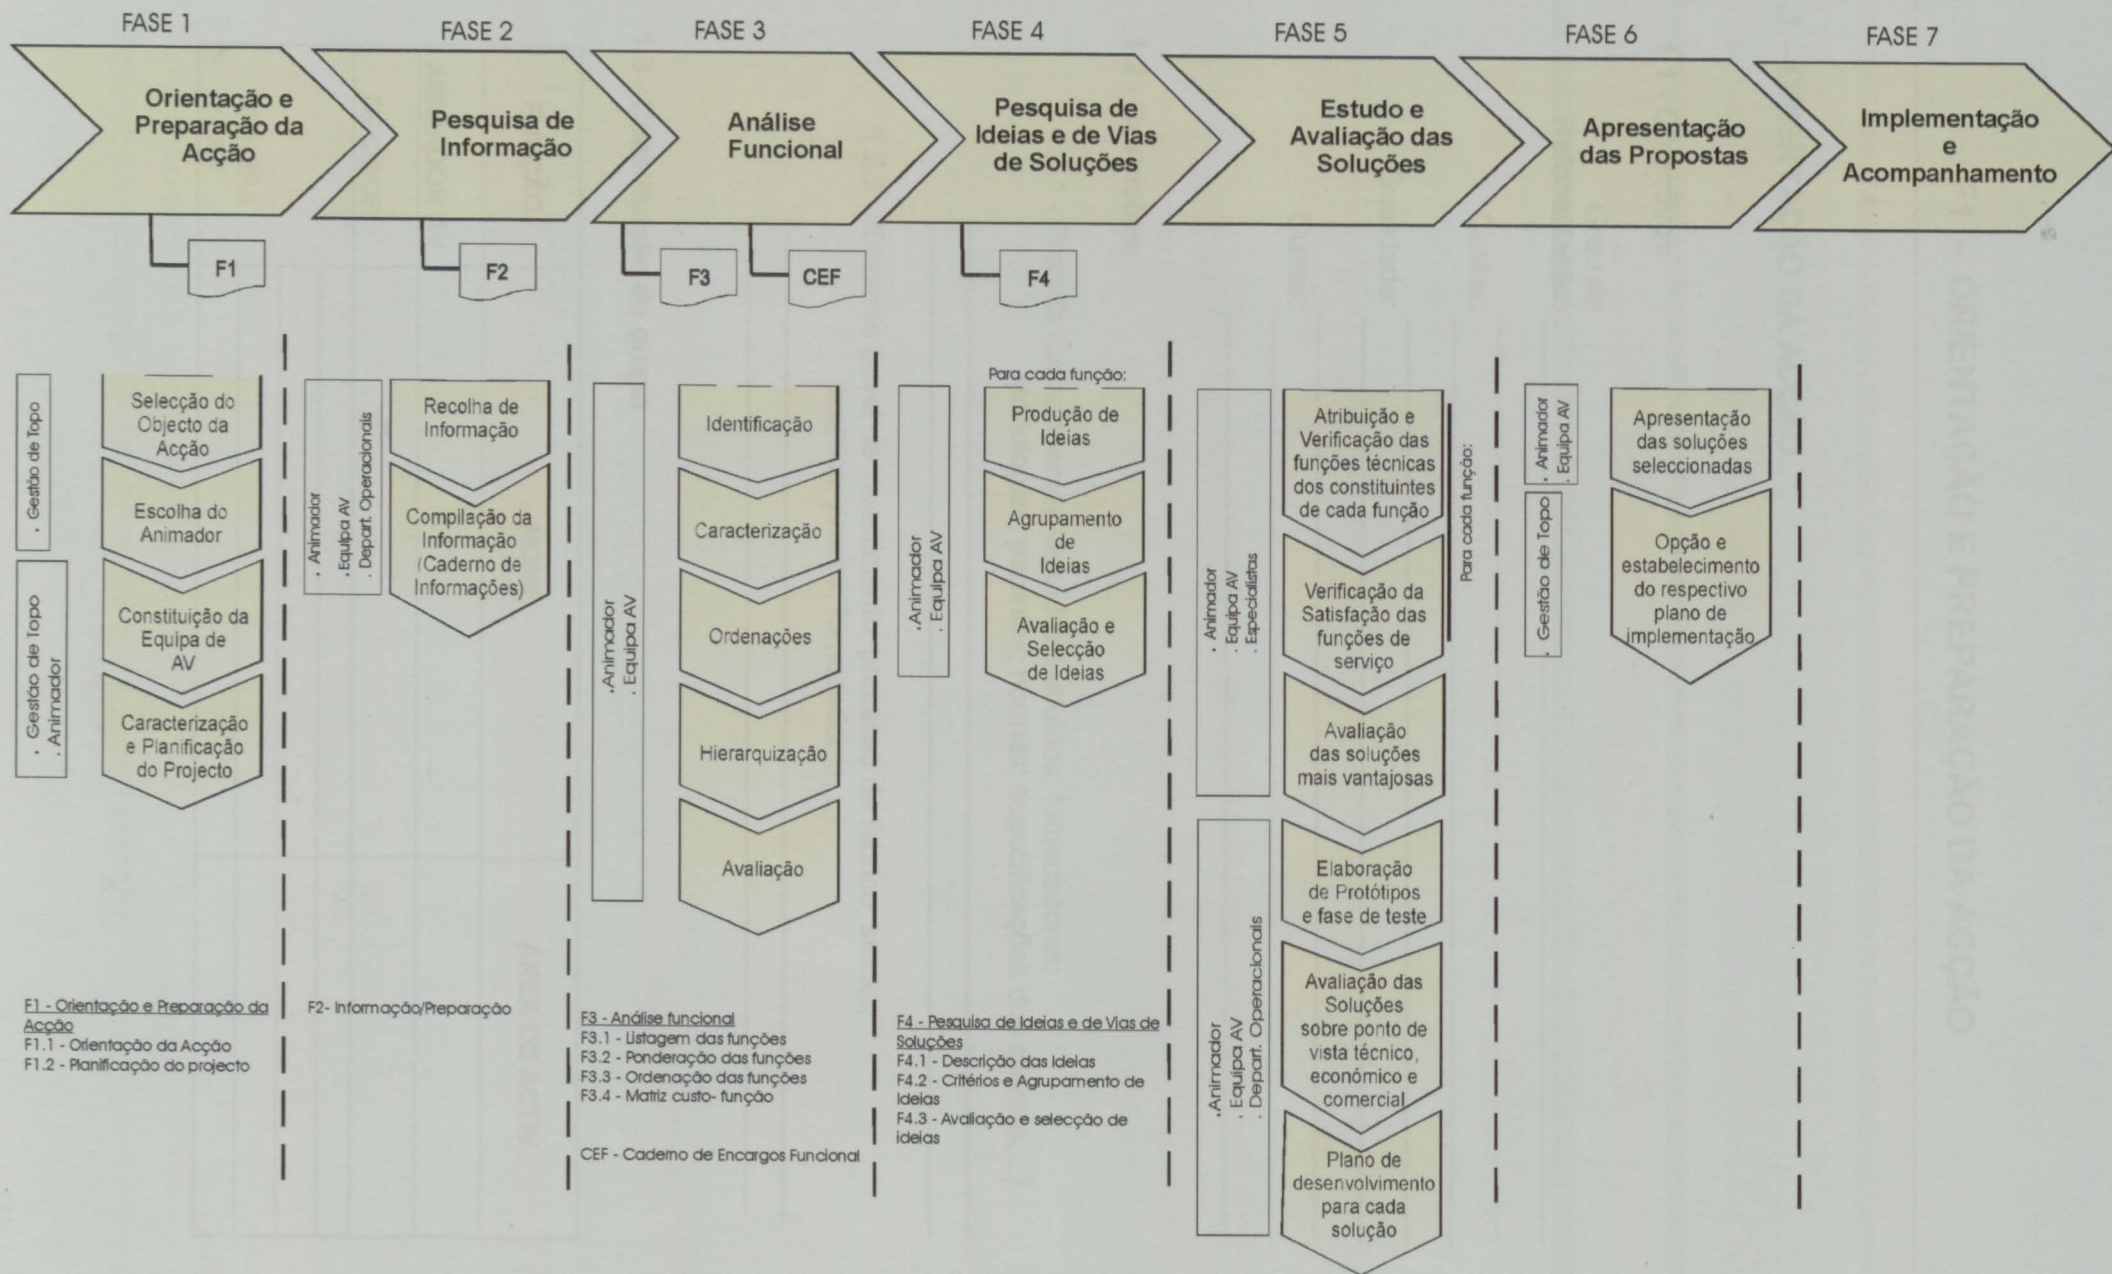 FASE 1
FASE 2
FASE 3
FASE 4
FASE 5
FASE 6
FASE 7
Orientação e
Preparação da
Acção
Pesquisa de
Informação
Análise
Funcional
Pesquisa de
Ideias e de Vias
de Soluções
Estudo e
Avaliação das
Soluções
Apresentação
das Propostas
Implementação
e
Acompanhamento
F1
F2
F3
CEF
F4
. Gestão de Topo
. Gestão de Topo
. Animador
Selecção do
Objecto da
Acção
Escolha do
Animador
Constituição da
Equipa de
AV
Caracterização
e Planificação
do Projecto
F1 - Orientação e Preparação da
Acção
F1.1 - Orientação da Acção
F1.2 - Planificação do projecto
. Animador
. Equipa AV
. Depart. Operacionais
Recolha de
Informação
Compilação da
Informação
(Caderno de
Informações)
F2- Informação/Preparação
. Animador
. Equipa AV
Identificação
Caracterização
Ordenações
Hierarquização
Avaliação
F3 - Análise funcional
F3.1 - Listagem das funções
F3.2 - Ponderação das funções
F3.3 - Ordenação das funções
F3.4 - Matriz custo- função
CEF - Caderno de Encargos Funcional
Para cada função:
. Animador
. Equipa AV
Produção de
Ideias
Agrupamento
de
Ideias
Avaliação e
Selecção
de Ideias
F4 - Pesquisa de Ideias e de Vias de
Soluções
F4.1 - Descrição das Ideias
F4.2 - Critérios e Agrupamento de
Ideias
F4.3 - Avaliação e selecção de
ideias
. Animador
. Equipa AV
. Especialistas
Atribuição e
Verificação das
funções técnicas
dos constituintes
de cada função
Verificação da
Satisfação das
funções de
serviço
Para cada função:
Avaliação
das soluções
mais vantajosas
. Animador
. Equipa AV
. Depart. Operacionais
Elaboração
de Protótipos
e fase de teste
Avaliação das
Soluções
sobre ponto de
vista técnico,
económico e
comercial
Plano de
desenvolvimento
para cada
solução
. Animador
. Equipa AV
. Gestão de Topo
Apresentação
das soluções
seleccionadas
Opção e
estabelecimento
do respectivo
plano de
implementação